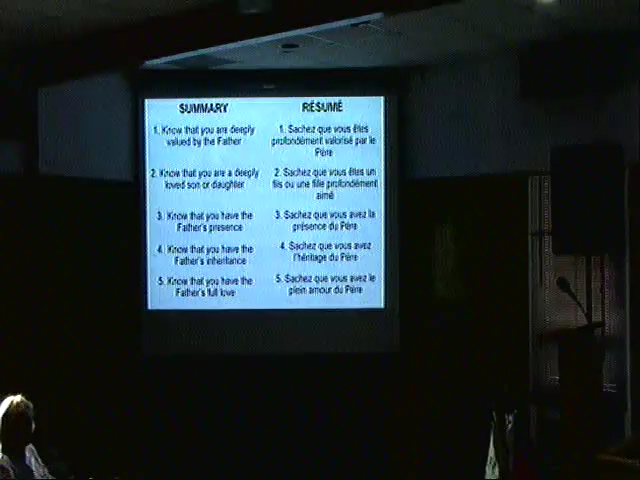 SUMMARY
1. Know that you are deeply
valued by the Father
2. Know that you are a deeply
loved son or daughter
3. Know that you have the
Father's presence
4. Know that you have the
Father's inheritance
5. Know that you have the
Father's full love
RÉSUMÉ
1. Sachez que vous êtes
profondément valorisé par le
Père
2. Sachez que vous êtes un
fils ou une fille profondément
aimé
3. Sachez que vous avez la
présence du Père
4. Sachez que vous avez
l'héritage du Père
5. Sachez que vous avez le
plein amour du Père